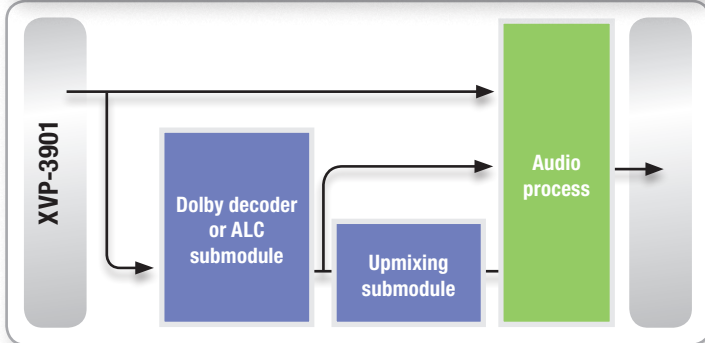 XVP-3901
Dolby decoder
or ALC
submodule
Upmixing
submodule
Audio
process